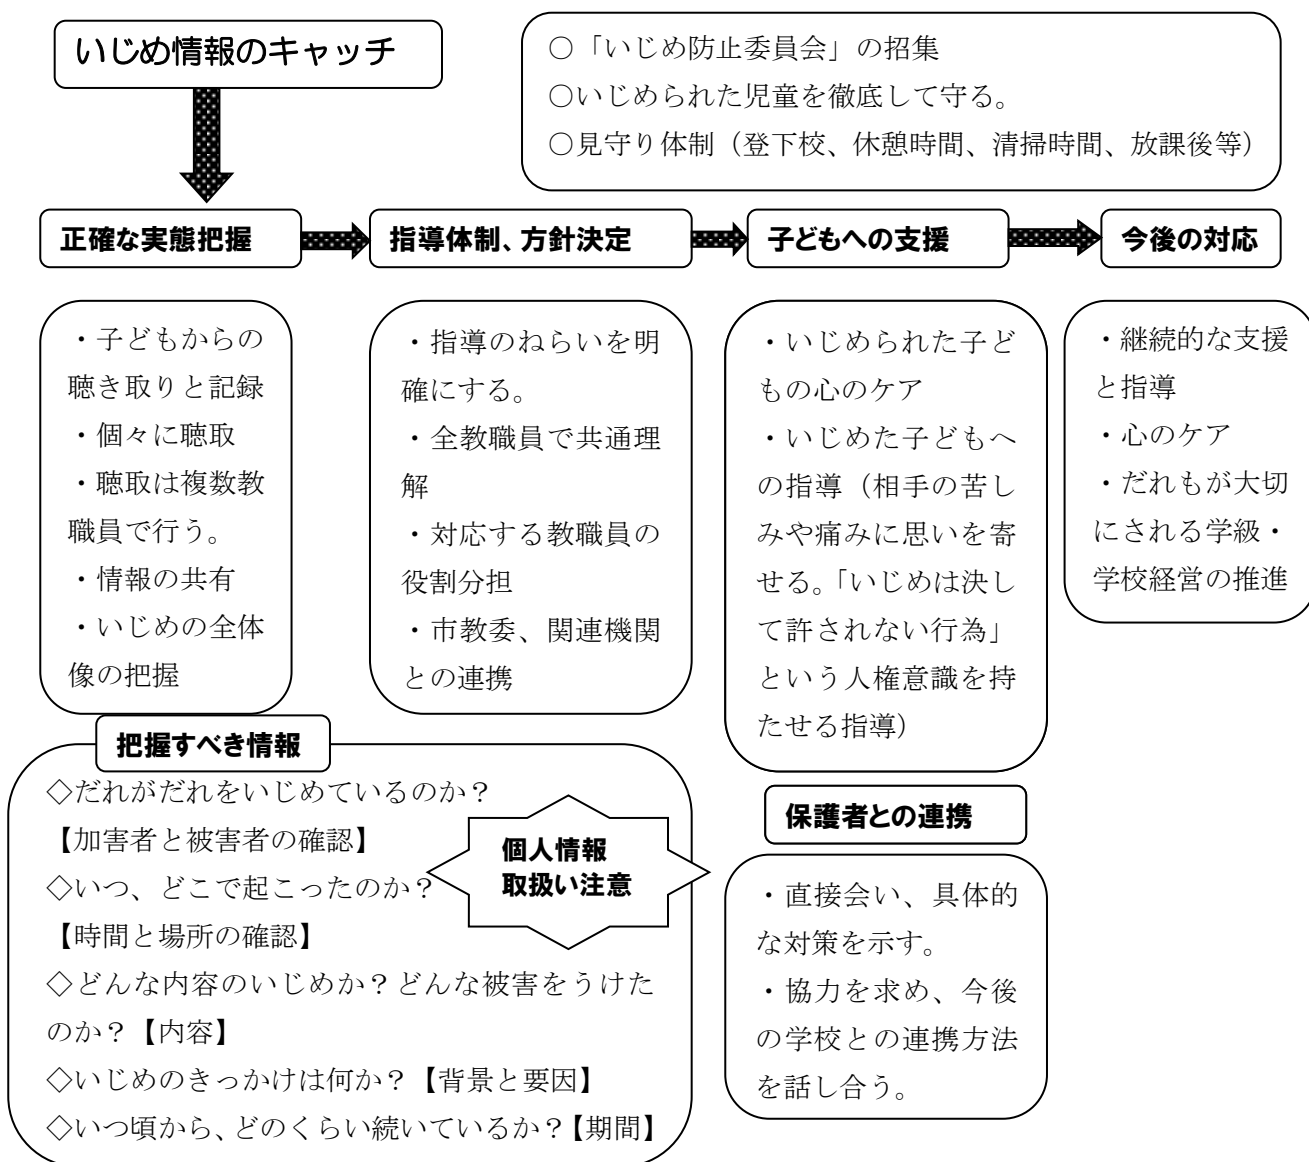 いじめ情報のキャッチ
○「いじめ防止委員会」の招集
○いじめられた児童を徹底して守る。
○見守り体制（登下校、休憩時間、清掃時間、放課後等）
正確な実態把握
指導体制、方針決定
子どもへの支援
今後の対応
・子どもからの
聴き取りと記録
・個々に聴取
・聴取は複数教
職員で行う。
・情報の共有
・いじめの全体
像の把握
・指導のねらいを明
確にする。
・全教職員で共通理
解
・対応する教職員の
役割分担
・市教委、関連機関
との連携
・いじめられた子ど
もの心のケア
・いじめた子どもへ
の指導（相手の苦し
みや痛みに思いを寄
せる。「いじめは決し
て許されない行為」
という人権意識を持
たせる指導）
・継続的な支援
と指導
・心のケア
・だれもが大切
にされる学級・
学校経営の推進
把握すべき情報
◇だれがだれをいじめているのか？
【加害者と被害者の確認】
◇いつ、どこで起こったのか？
【時間と場所の確認】
◇どんな内容のいじめか？どんな被害をうけた
のか？【内容】
◇いじめのきっかけは何か？【背景と要因】
◇いつ頃から、どのくらい続いているか？【期間】
個人情報
取扱い注意
保護者との連携
・直接会い、具体的
な対策を示す。
・協力を求め、今後
の学校との連携方法
を話し合う。